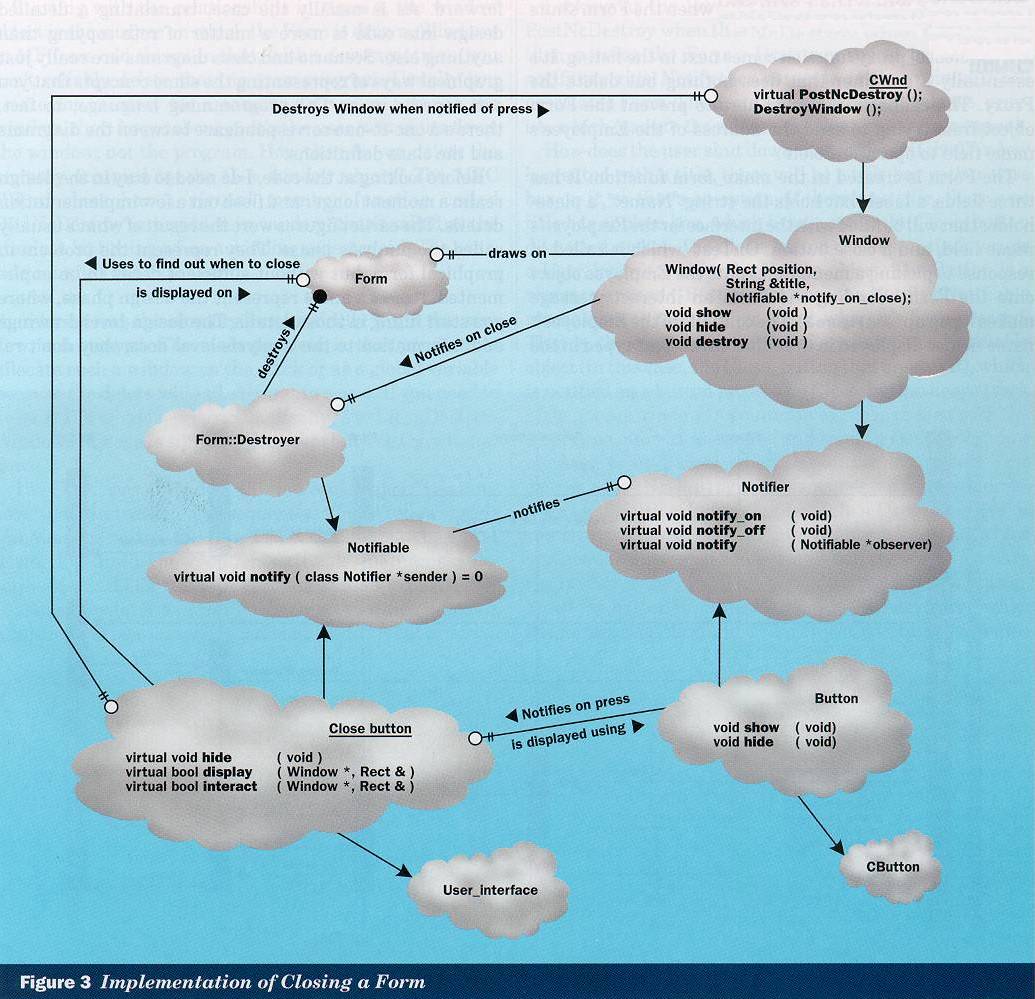 CWnd
virtual PostNcDestroy ();
DestroyWindow ();
Destroys Window when notified of press ▶
Window
Window( Rect position,
String &title,
Notifiable *notify_on_close);
void show (void )
void hide (void )
void destroy (void )
draws on
◀ Uses to find out when to close
is displayed on ▶
Form
destroys ▶
◀ Notifies on close
Form::Destroyer
notifies
Notifier
virtual void notify_on ( void)
virtual void notify_off ( void)
virtual void notify ( Notifiable *observer)
Notifiable
virtual void notify ( class Notifier *sender ) = 0
Close button
virtual void hide ( void )
virtual bool display ( Window *, Rect & )
virtual bool interact ( Window *, Rect & )
◀ Notifies on press
is displayed using ▶
Button
void show ( void)
void hide ( void)
User_interface
CButton
Figure 3 Implementation of Closing a Form